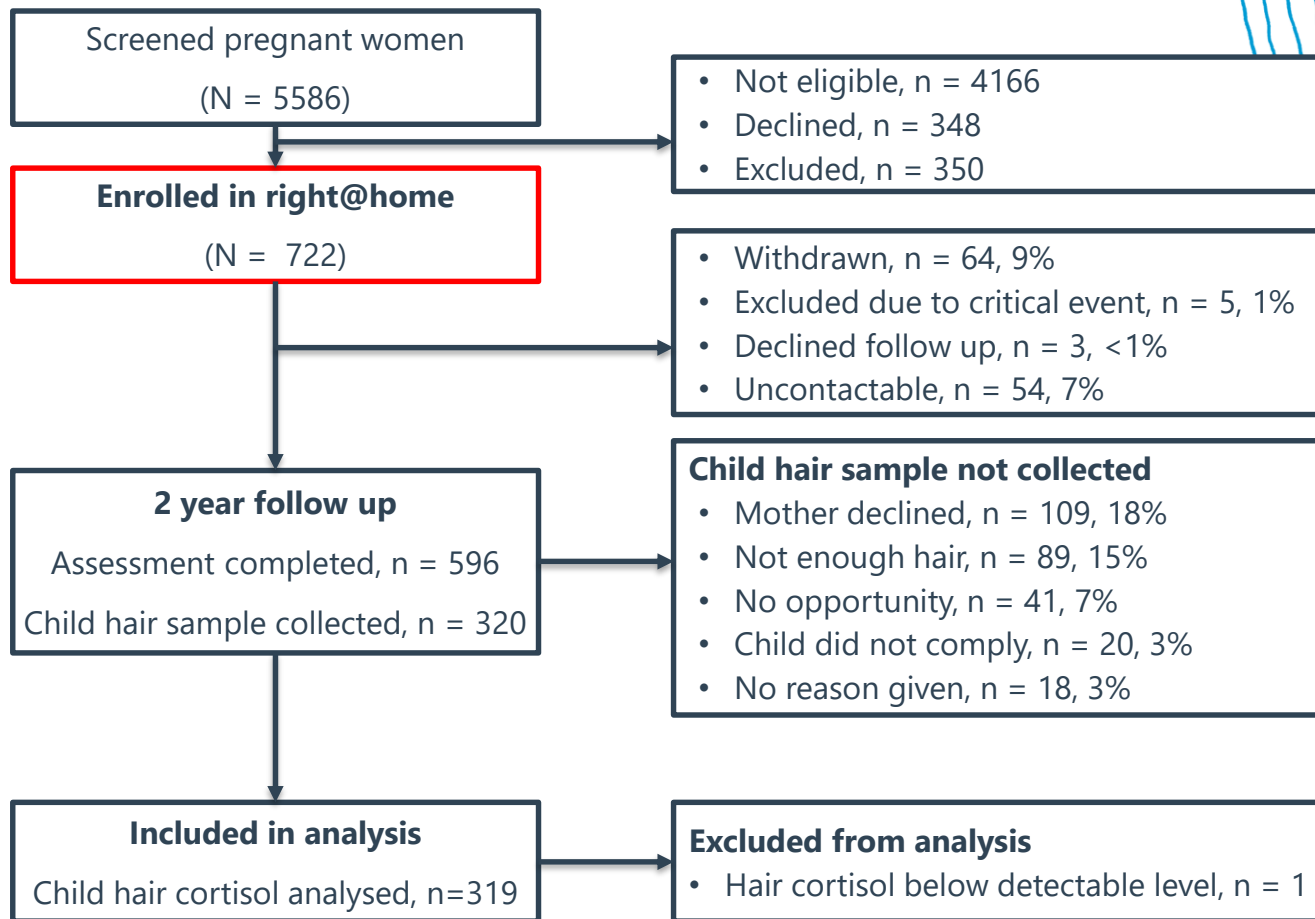 Screened pregnant women
(N = 5586)
• Not eligible, n = 4166
• Declined, n = 348
• Excluded, n = 350
Enrolled in right@home
(N = 722)
• Withdrawn, n = 64, 9%
• Excluded due to critical event, n = 5, 1%
• Declined follow up, n = 3, <1%
• Uncontactable, n = 54, 7%
2 year follow up
Assessment completed, n = 596
Child hair sample collected, n = 320
Child hair sample not collected
• Mother declined, n = 109, 18%
• Not enough hair, n = 89, 15%
• No opportunity, n = 41, 7%
• Child did not comply, n = 20, 3%
• No reason given, n = 18, 3%
Included in analysis
Child hair cortisol analysed, n=319
Excluded from analysis
• Hair cortisol below detectable level, n = 1